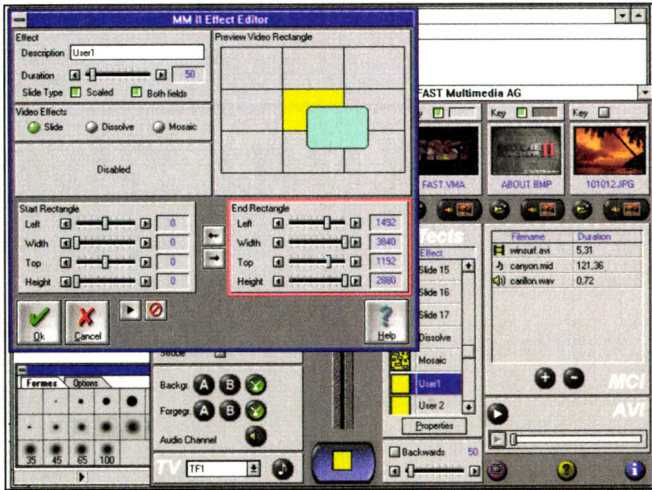 MM II Effect Editor
Effect
Description User1
Duration 50
Slide Type Scaled Both fields
Video Effects
Slide Dissolve Mosaic
Disabled
Preview Video Rectangle
Start Rectangle
Left 0
Width 0
Top 0
Height 0
End Rectangle
Left 1492
Width 3840
Top 1192
Height 2880
Ok Cancel Help
FAST Multimedia AG
Key Key
FAST.VMA ABOUT.BMP 101012.JPG
Effect
Slide 15
Slide 16
Slide 17
Dissolve
Mosaic
User1
User 2
Properties
Backwards 50
Filename Duration
winsurf.avi 5,31
canyon.mid 121,36
carillon.wav 0,72
MCI
AVI
Formes Options
35 45 65 100
Strobe
Backgr. A B
Forgegr. A B
Audio Channel
TV TF1